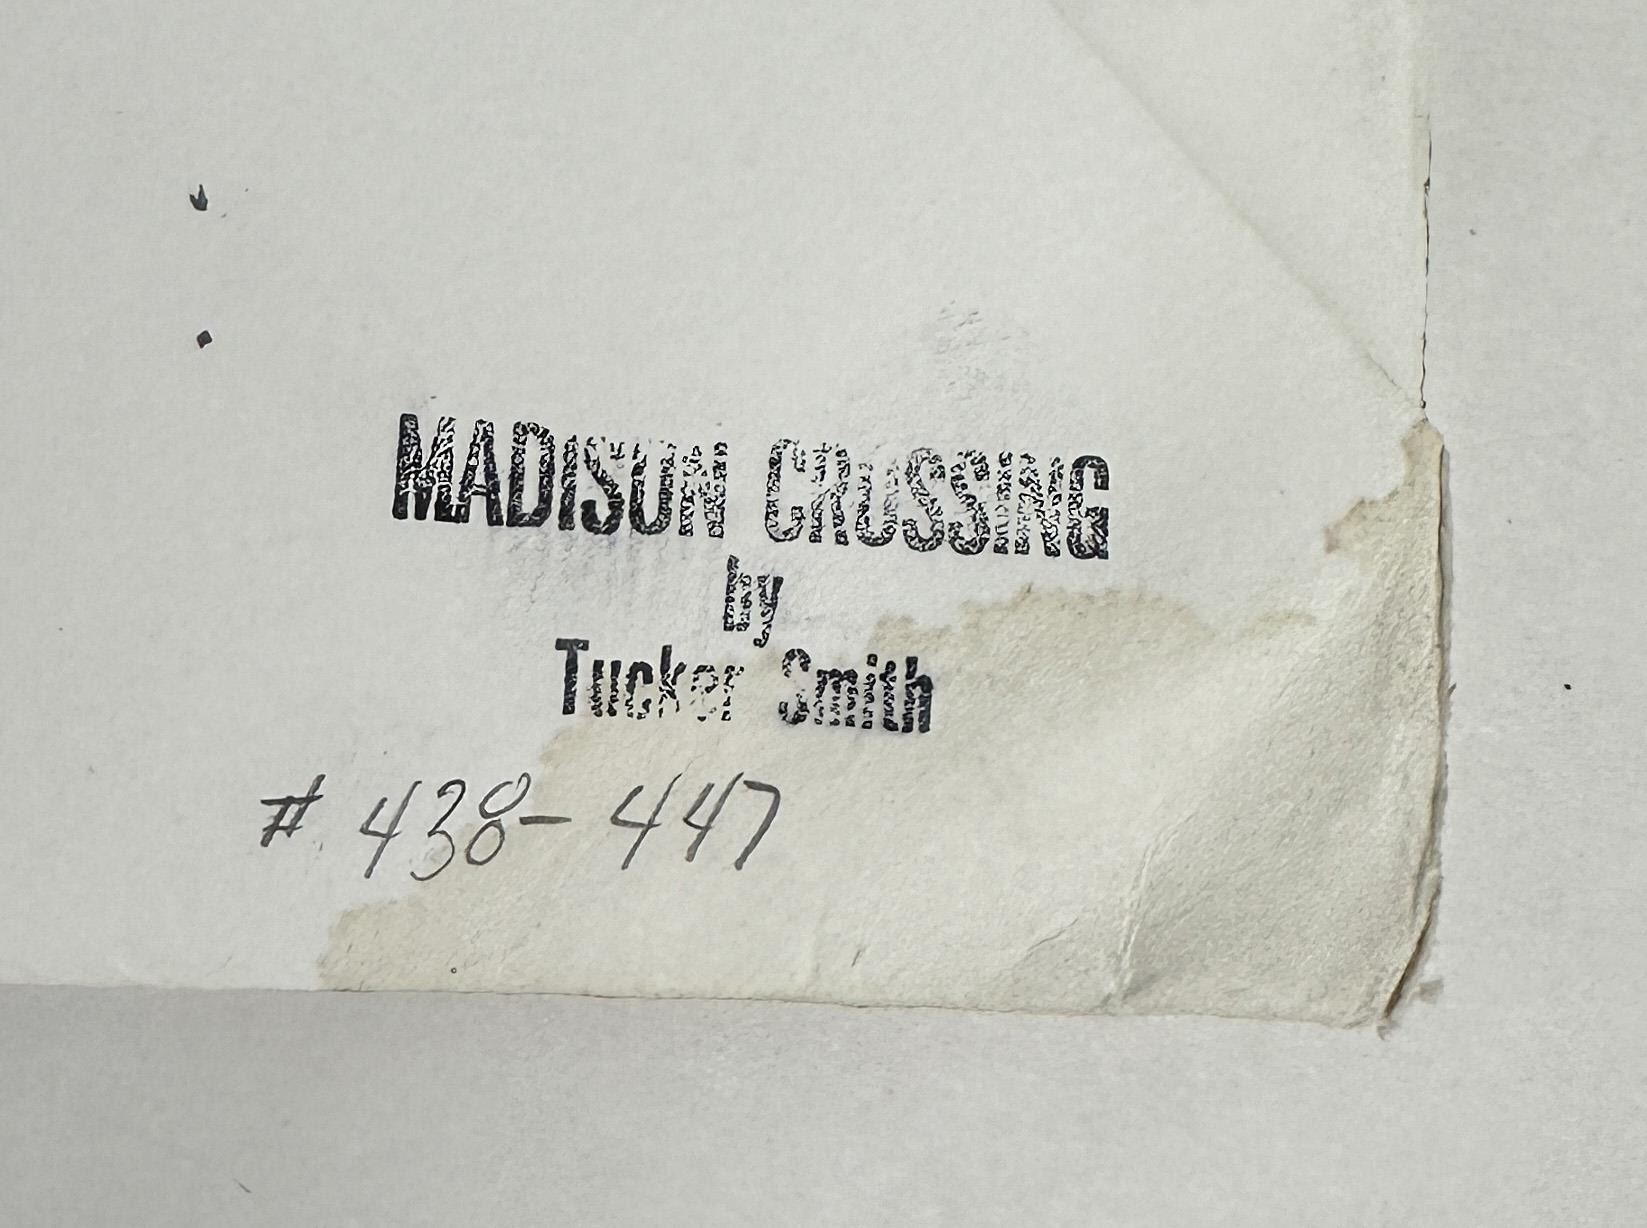 MADISON CROSSING
by
Tucker Smith
# 438-447